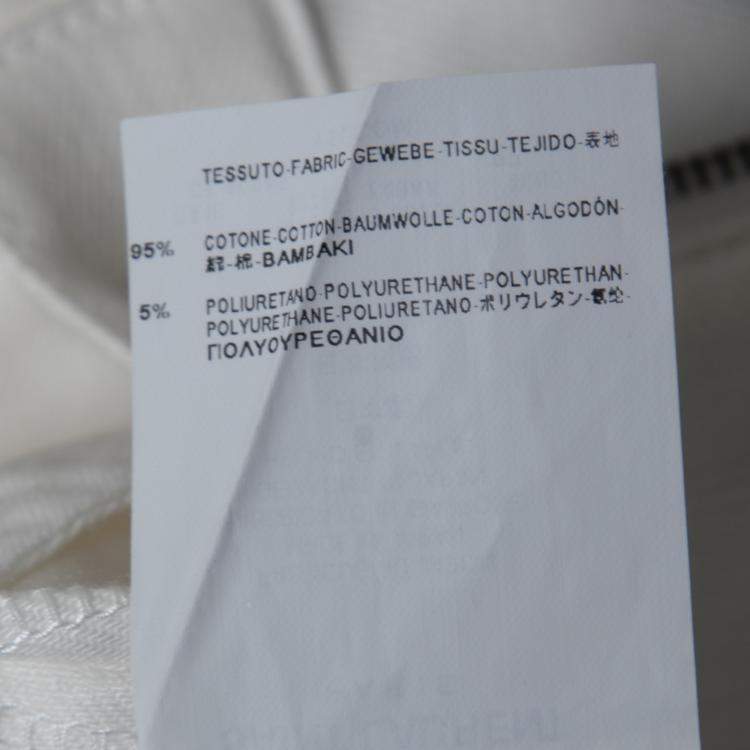 TESSUTO-FABRIC-GEWEBE-TISSU-TEJIDO-表地
95% COTONE-COTTON-BAUMWOLLE-COTON-ALGODÓN-
綿-棉-BAMBAKI
5% POLIURETANO-POLYURETHANE-POLYURETHAN-
POLYURETHANE-POLIURETANO-ポリウレタン-氨纶-
ΠΟΛΥΟΥΡΕΘΑΝΙΟ